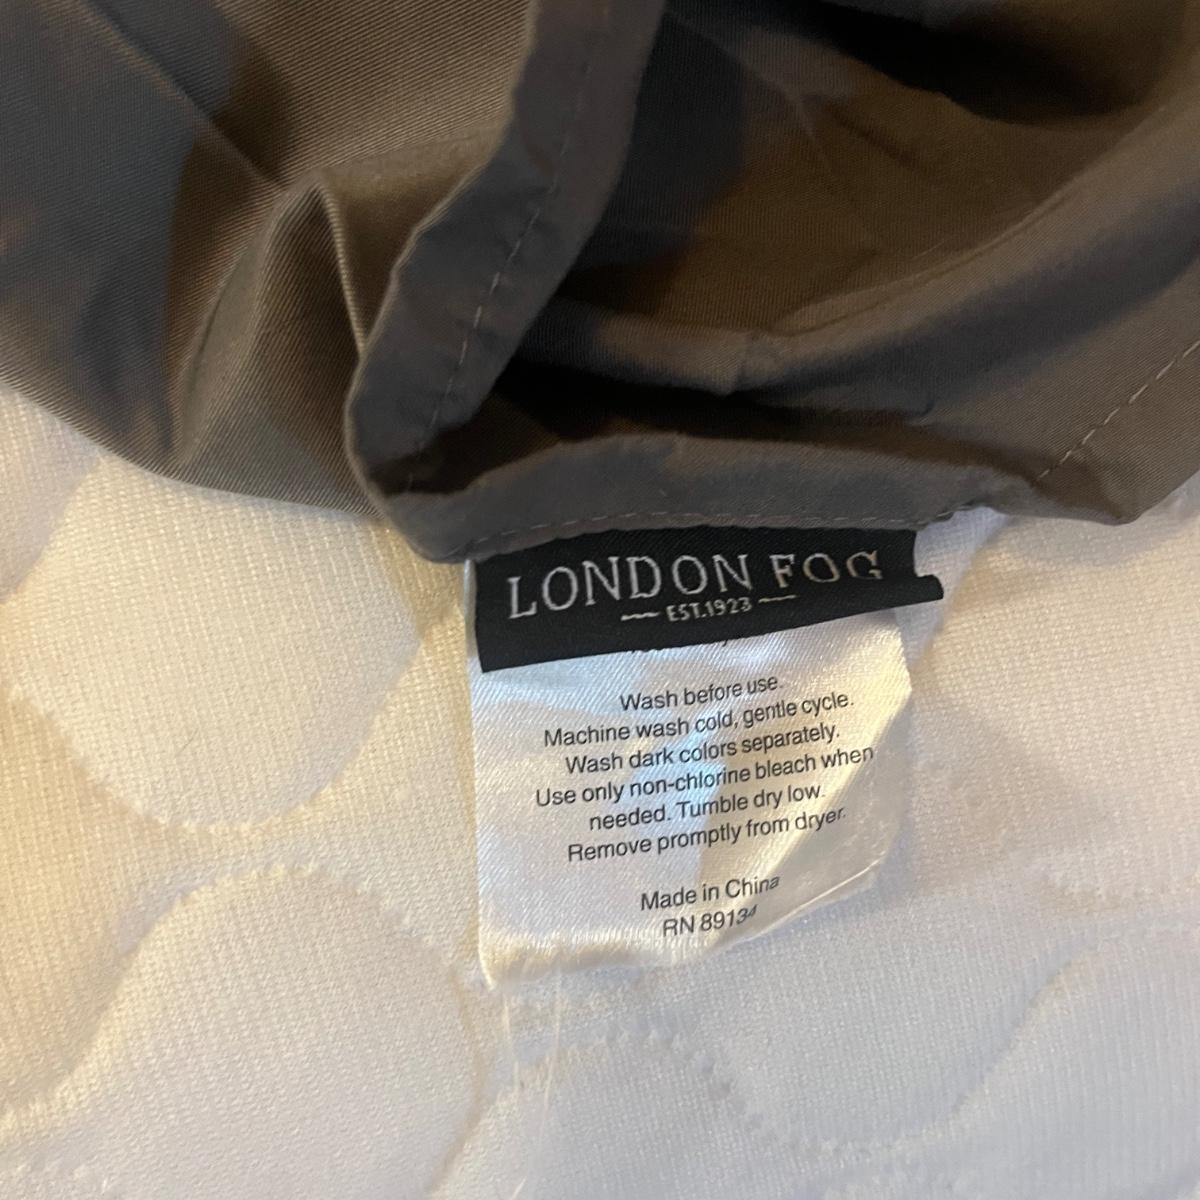 LONDON FOG
EST.1923
Wash before use.
Machine wash cold, gentle cycle.
Wash dark colors separately.
Use only non-chlorine bleach when
needed. Tumble dry low.
Remove promptly from dryer.
Made in China
RN 89134